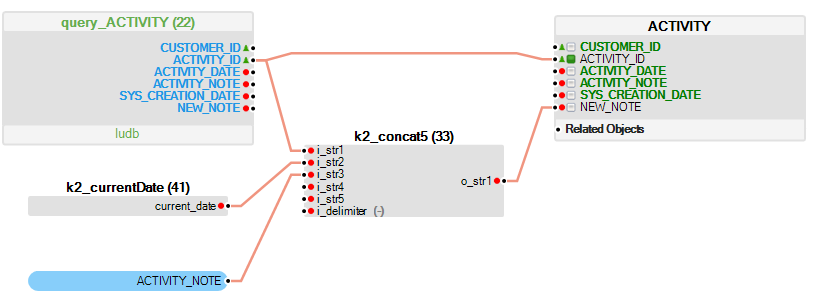 query_ACTIVITY (22)
CUSTOMER_ID
ACTIVITY_ID
ACTIVITY_DATE
ACTIVITY_NOTE
SYS_CREATION_DATE
NEW_NOTE
ludb
ACTIVITY
CUSTOMER_ID
ACTIVITY_ID
ACTIVITY_DATE
ACTIVITY_NOTE
SYS_CREATION_DATE
NEW_NOTE
Related Objects
k2_concat5 (33)
i_str1
i_str2
i_str3
i_str4
i_str5
i_delimiter (-)
o_str1
k2_currentDate (41)
current_date
ACTIVITY_NOTE